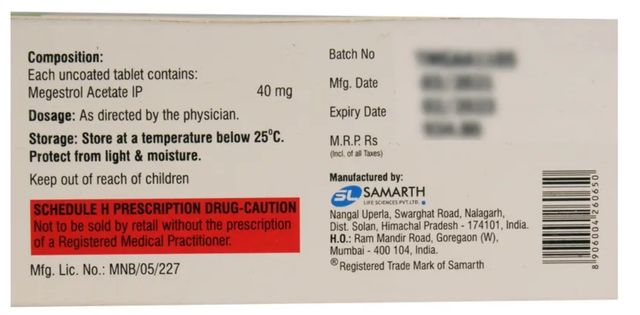 Composition:
Each uncoated tablet contains:
Megestrol Acetate IP 40 mg
Dosage: As directed by the physician.
Storage: Store at a temperature below 25°C.
Protect from light & moisture.
Keep out of reach of children
SCHEDULE H PRESCRIPTION DRUG-CAUTION
Not to be sold by retail without the prescription
of a Registered Medical Practitioner.
Mfg. Lic. No.: MNB/05/227
Batch No
Mfg. Date
Expiry Date
M.R.P. Rs
(Incl. of all Taxes)
Manufactured by:
SL SAMARTH
LIFE SCIENCES PVT. LTD.
Nangal Uperla, Swarghat Road, Nalagarh,
Dist. Solan, Himachal Pradesh - 174101, India.
H.O.: Ram Mandir Road, Goregaon (W),
Mumbai - 400 104, India.
® Registered Trade Mark of Samarth
8 906004 260650